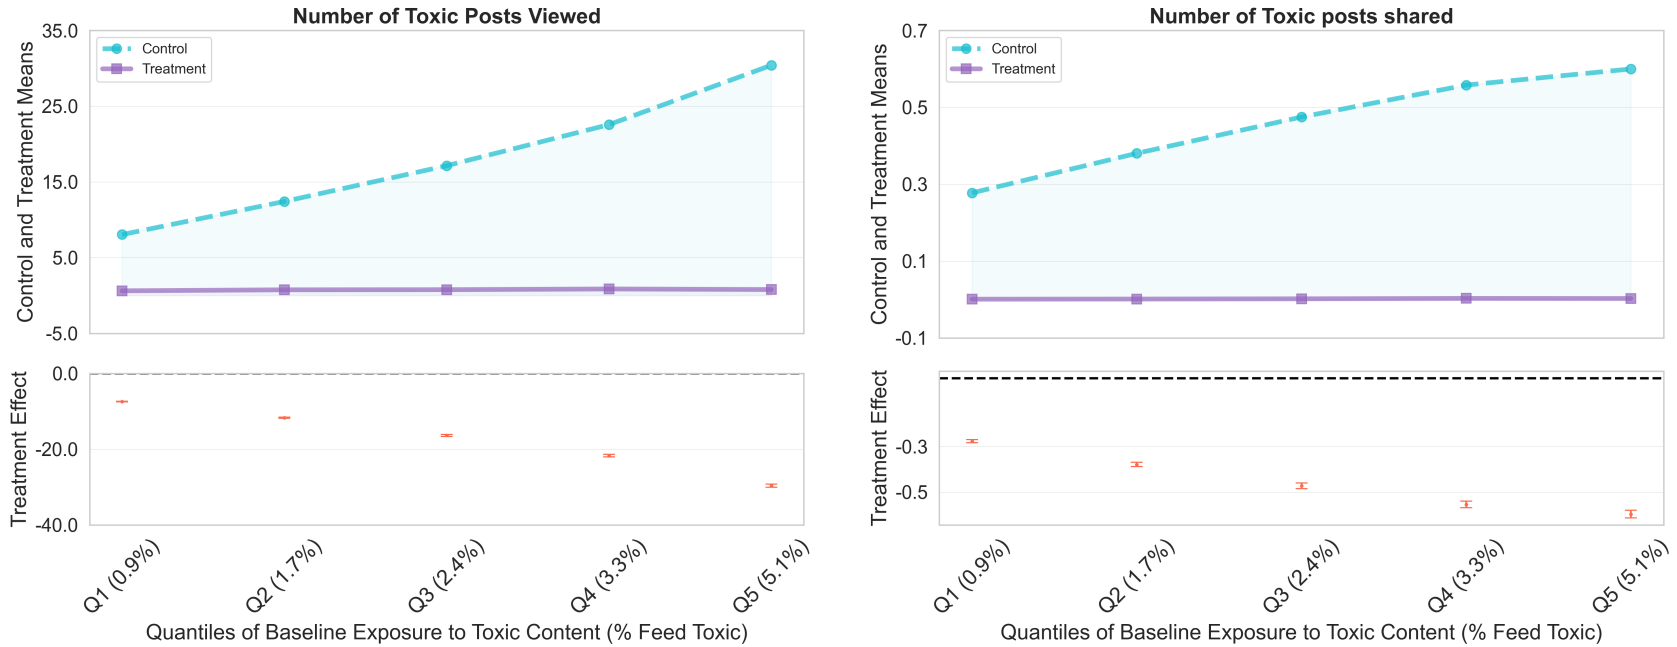 Number of Toxic Posts Viewed
35.0
25.0
15.0
5.0
-5.0
Control and Treatment Means
Control
Treatment
0.0
-20.0
-40.0
Treatment Effect
Q1 (0.9%)
Q2 (1.7%)
Q3 (2.4%)
Q4 (3.3%)
Q5 (5.1%)
Quantiles of Baseline Exposure to Toxic Content (% Feed Toxic)
Number of Toxic posts shared
0.7
0.5
0.3
0.1
-0.1
Control and Treatment Means
Control
Treatment
-0.3
-0.5
Treatment Effect
Q1 (0.9%)
Q2 (1.7%)
Q3 (2.4%)
Q4 (3.3%)
Q5 (5.1%)
Quantiles of Baseline Exposure to Toxic Content (% Feed Toxic)